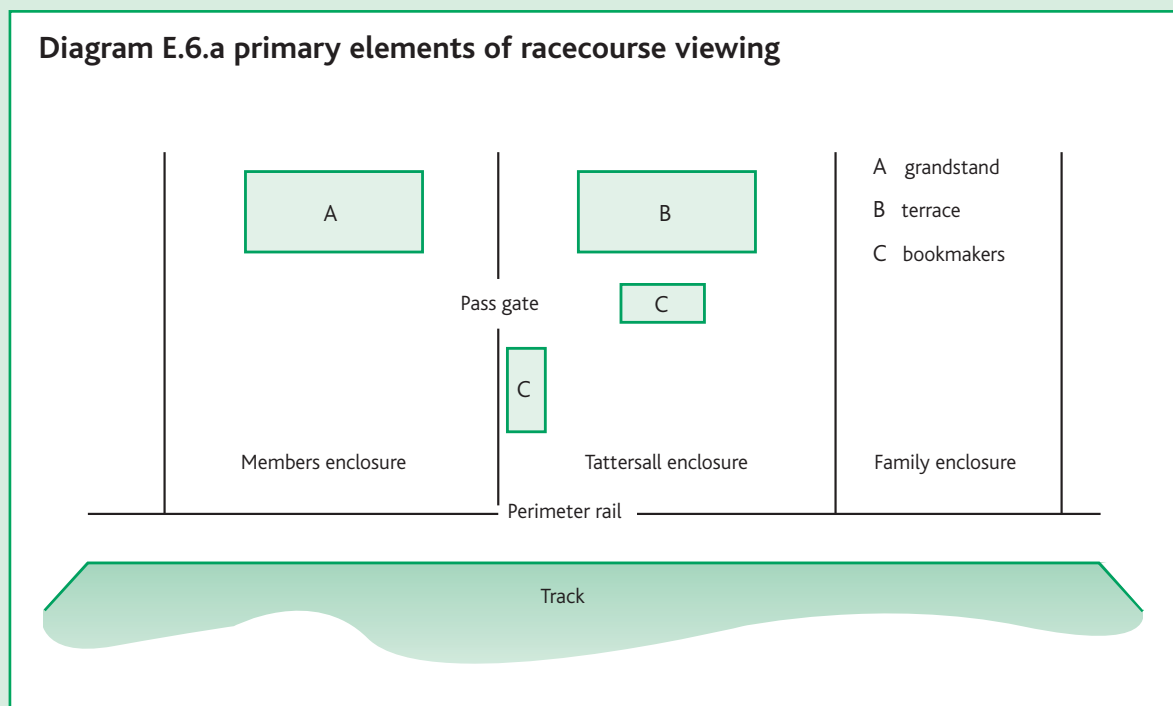 Diagram E.6.a primary elements of racecourse viewing
A grandstand
B terrace
C bookmakers
A
B
Pass gate
C
C
Members enclosure
Tattersall enclosure
Family enclosure
Perimeter rail
Track